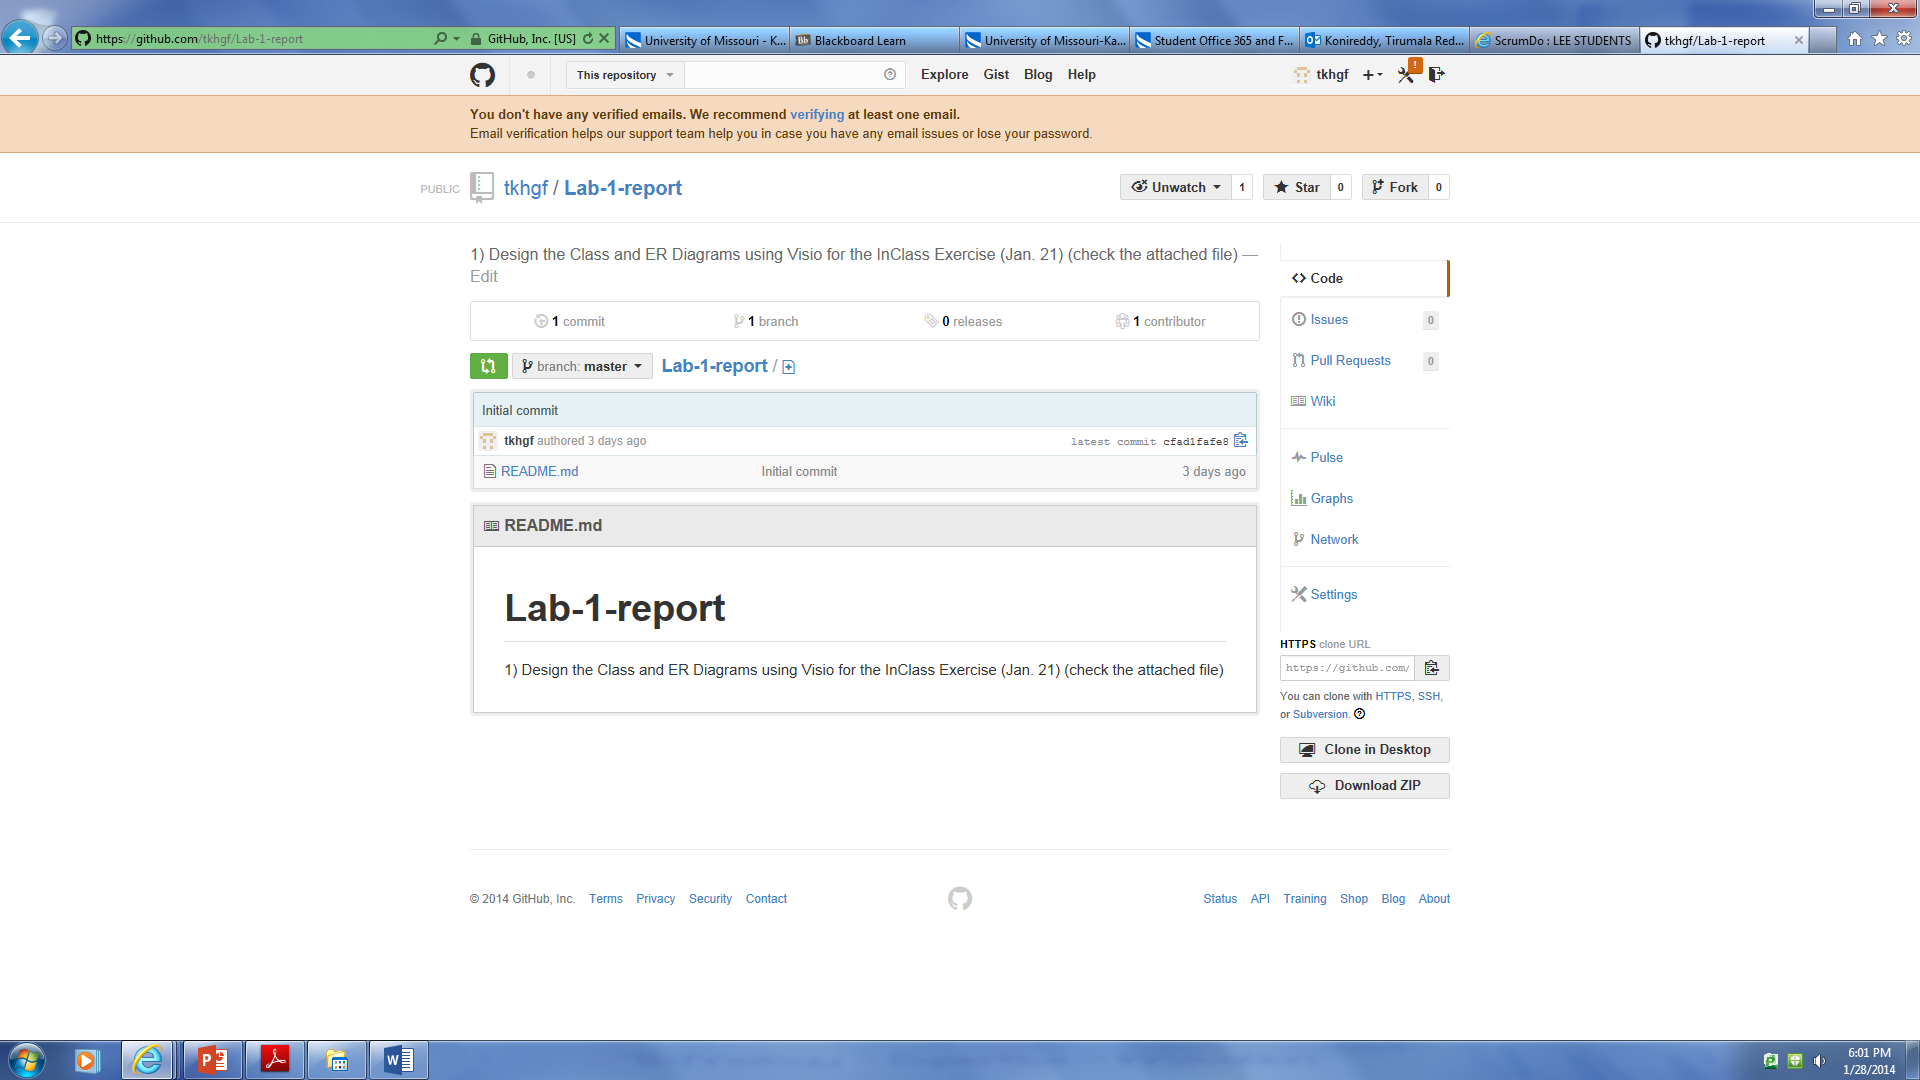 https://github.com/tkhgf/Lab-1-report
GitHub, Inc. [US]
University of Missouri - K...
Blackboard Learn
University of Missouri-Ka...
Student Office 365 and F...
Konireddy, Tirumala Red...
ScrumDo : LEE STUDENTS
tkhgf/Lab-1-report
This repository
Explore Gist Blog Help
tkhgf
You don't have any verified emails. We recommend verifying at least one email.
Email verification helps our support team help you in case you have any email issues or lose your password.
PUBLIC
tkhgf / Lab-1-report
Unwatch 1
Star 0
Fork 0
1) Design the Class and ER Diagrams using Visio for the InClass Exercise (Jan. 21) (check the attached file) —
Edit
1 commit
1 branch
0 releases
1 contributor
branch: master
Lab-1-report /
Initial commit
tkhgf authored 3 days ago
latest commit cfad1fafe8
README.md
Initial commit
3 days ago
README.md
Lab-1-report
1) Design the Class and ER Diagrams using Visio for the InClass Exercise (Jan. 21) (check the attached file)
Code
Issues 0
Pull Requests 0
Wiki
Pulse
Graphs
Network
Settings
HTTPS clone URL
https://github.com/
You can clone with HTTPS, SSH,
or Subversion.
Clone in Desktop
Download ZIP
© 2014 GitHub, Inc. Terms Privacy Security Contact
Status API Training Shop Blog About
6:01 PM
1/28/2014